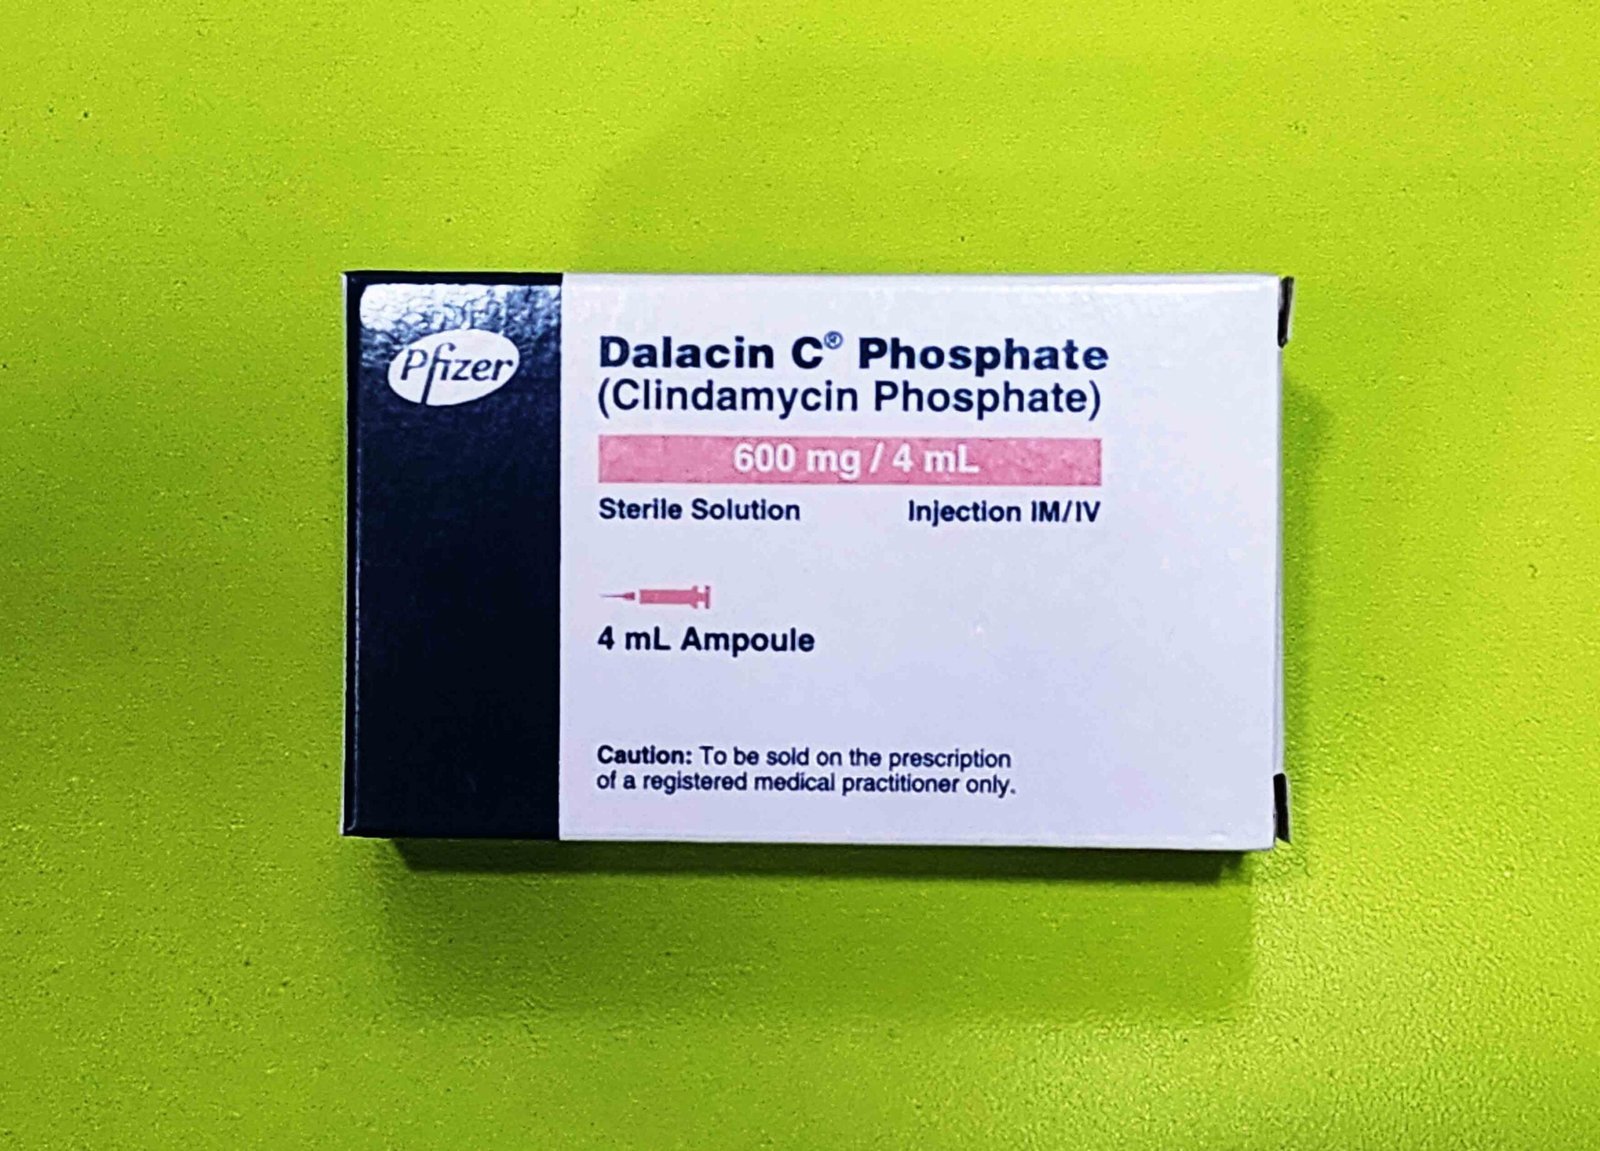 Pfizer
Dalacin C® Phosphate
(Clindamycin Phosphate)
600 mg / 4 mL
Sterile Solution Injection IM/IV
4 mL Ampoule
Caution: To be sold on the prescription
of a registered medical practitioner only.